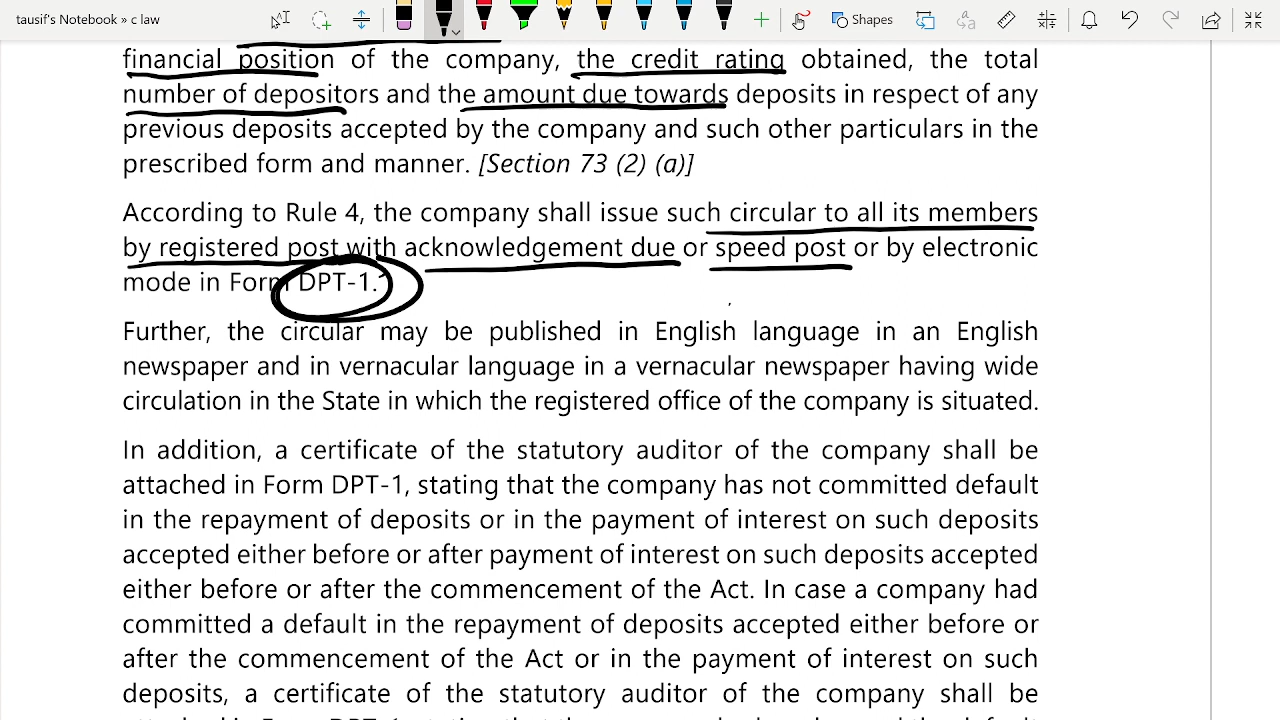 tausif's Notebook » c law
Shapes
financial position of the company, the credit rating obtained, the total
number of depositors and the amount due towards deposits in respect of any
previous deposits accepted by the company and such other particulars in the
prescribed form and manner. [Section 73 (2) (a)]
According to Rule 4, the company shall issue such circular to all its members
by registered post with acknowledgement due or speed post or by electronic
mode in Form DPT-1.
Further, the circular may be published in English language in an English
newspaper and in vernacular language in a vernacular newspaper having wide
circulation in the State in which the registered office of the company is situated.
In addition, a certificate of the statutory auditor of the company shall be
attached in Form DPT-1, stating that the company has not committed default
in the repayment of deposits or in the payment of interest on such deposits
accepted either before or after payment of interest on such deposits accepted
either before or after the commencement of the Act. In case a company had
committed a default in the repayment of deposits accepted either before or
after the commencement of the Act or in the payment of interest on such
deposits, a certificate of the statutory auditor of the company shall be